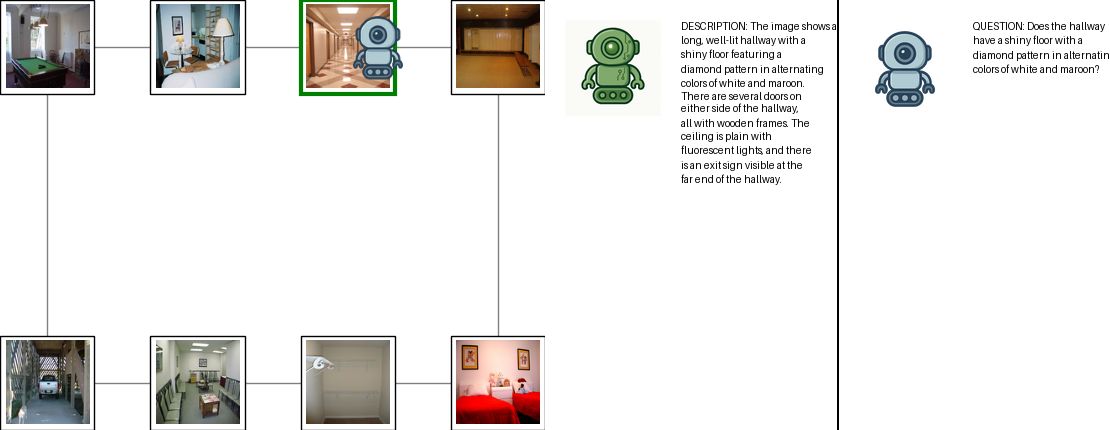 DESCRIPTION: The image shows a
long, well-lit hallway with a
shiny floor featuring a
diamond pattern in alternating
colors of white and maroon.
There are several doors on
either side of the hallway,
all with wooden frames. The
ceiling is plain with
fluorescent lights, and there
is an exit sign visible at the
far end of the hallway.
QUESTION: Does the hallway
have a shiny floor with a
diamond pattern in alternatin
colors of white and maroon?